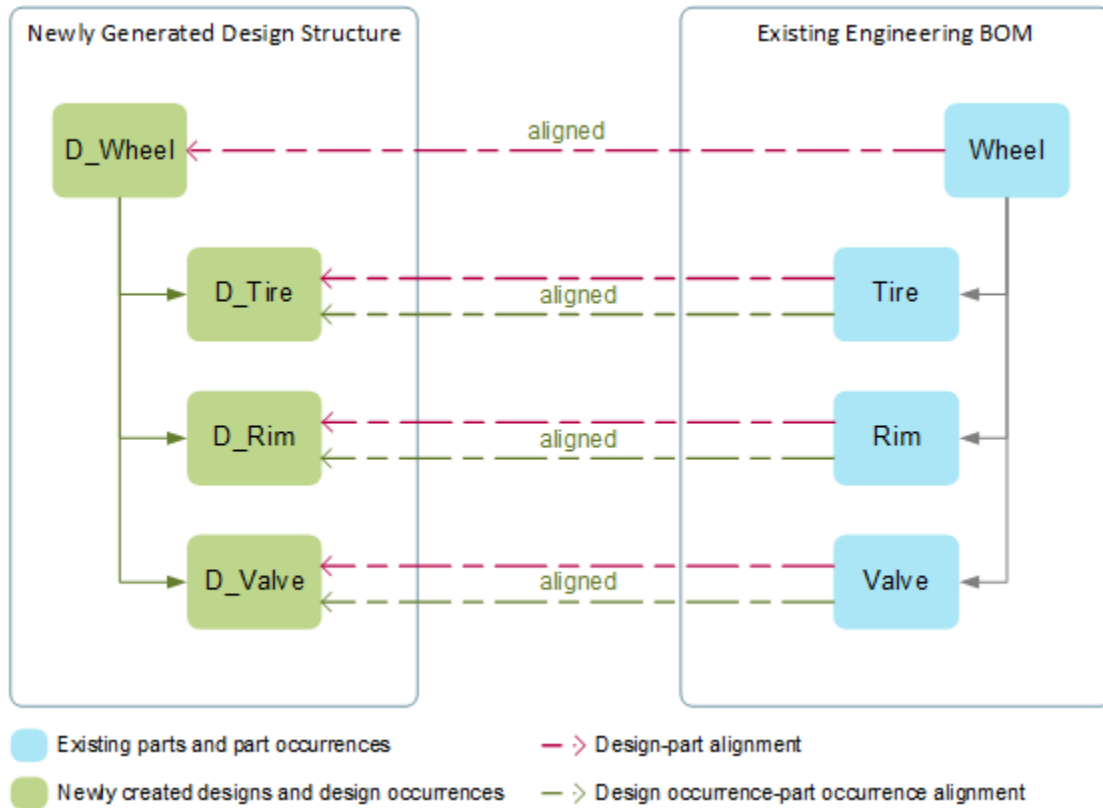 Newly Generated Design Structure
Existing Engineering BOM
D_Wheel
aligned
Wheel
D_Tire
aligned
Tire
D_Rim
aligned
Rim
D_Valve
aligned
Valve
Existing parts and part occurrences
Design-part alignment
Newly created designs and design occurrences
Design occurrence-part occurrence alignment